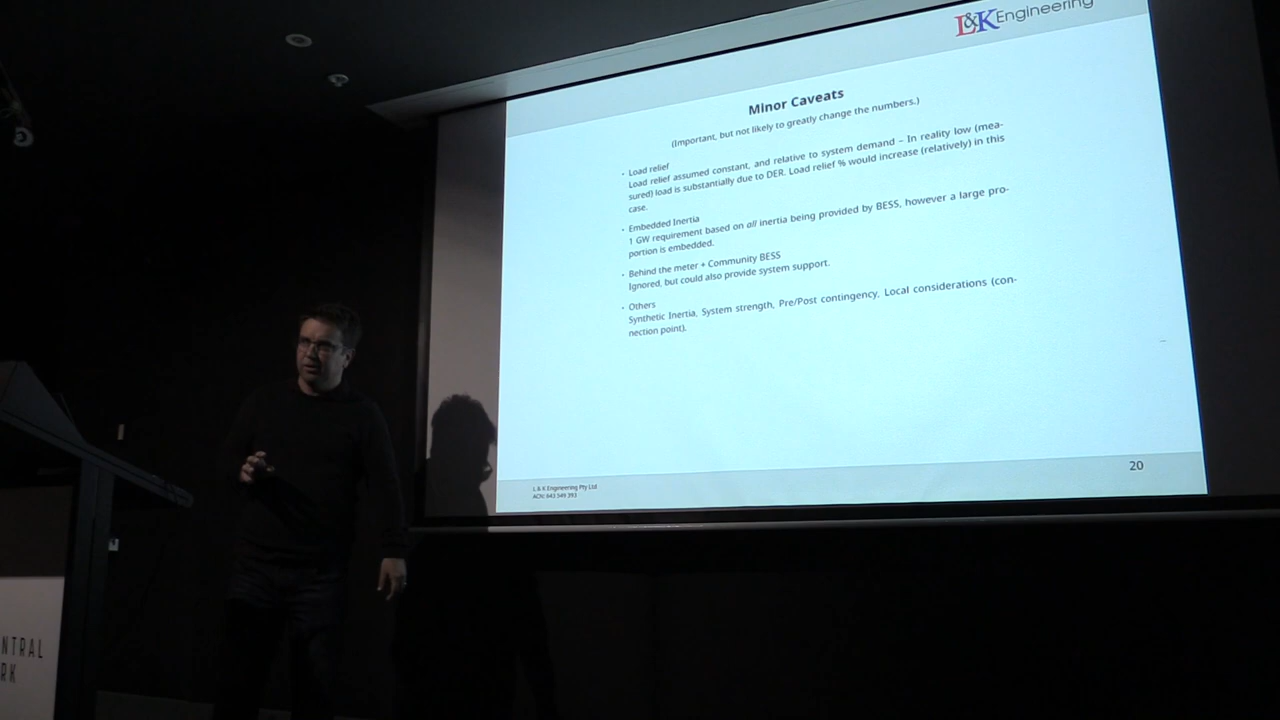 L&K Engineering
Minor Caveats
(Important, but not likely to greatly change the numbers.)
• Load relief
Load relief assumed constant, and relative to system demand – In reality low (mea-
sured) load is substantially due to DER. Load relief % would increase (relatively) in this
case.
• Embedded Inertia
1 GW requirement based on all inertia being provided by BESS, however a large pro-
portion is embedded.
• Behind the meter + Community BESS
Ignored, but could also provide system support.
• Others
Synthetic Inertia, System strength, Pre/Post contingency, Local considerations (con-
nection point).
L & K Engineering Pty Ltd
ACN: 643 549 393
20
NTRAL
RK